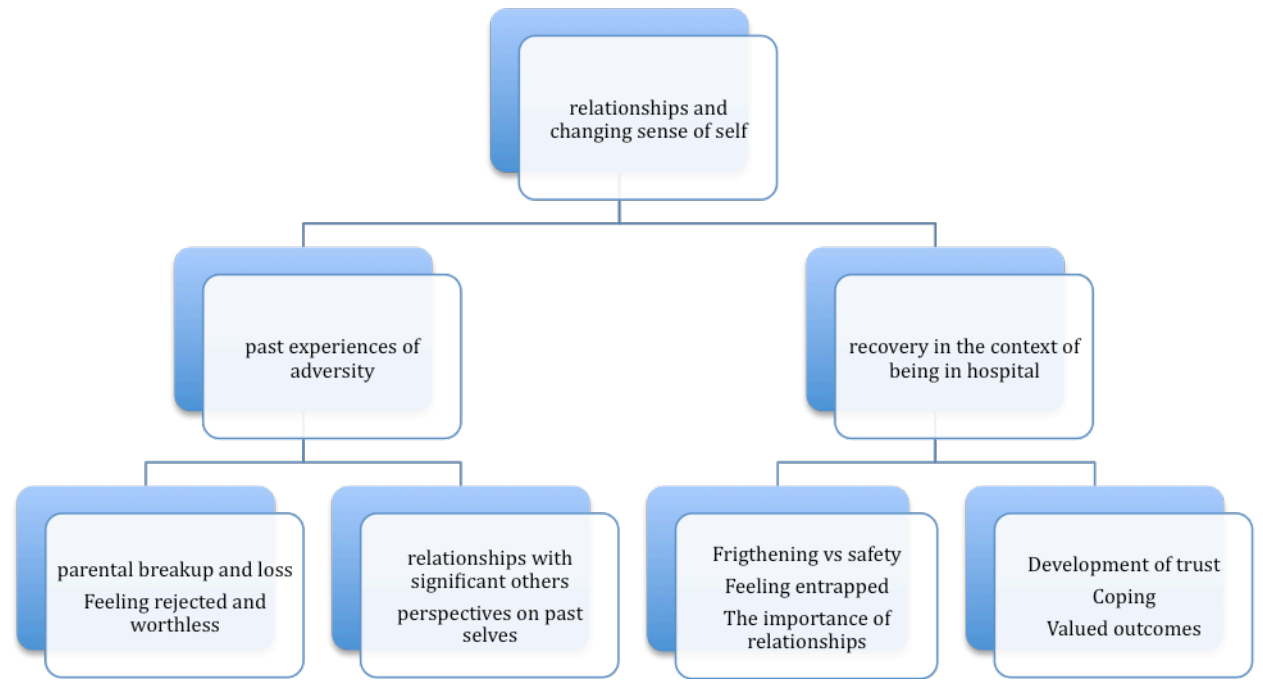 relationships and
changing sense of self
past experiences of
adversity
recovery in the context of
being in hospital
parental breakup and loss
Feeling rejected and
worthless
relationships with
significant others
perspectives on past
selves
Frigthening vs safety
Feeling entrapped
The importance of
relationships
Development of trust
Coping
Valued outcomes